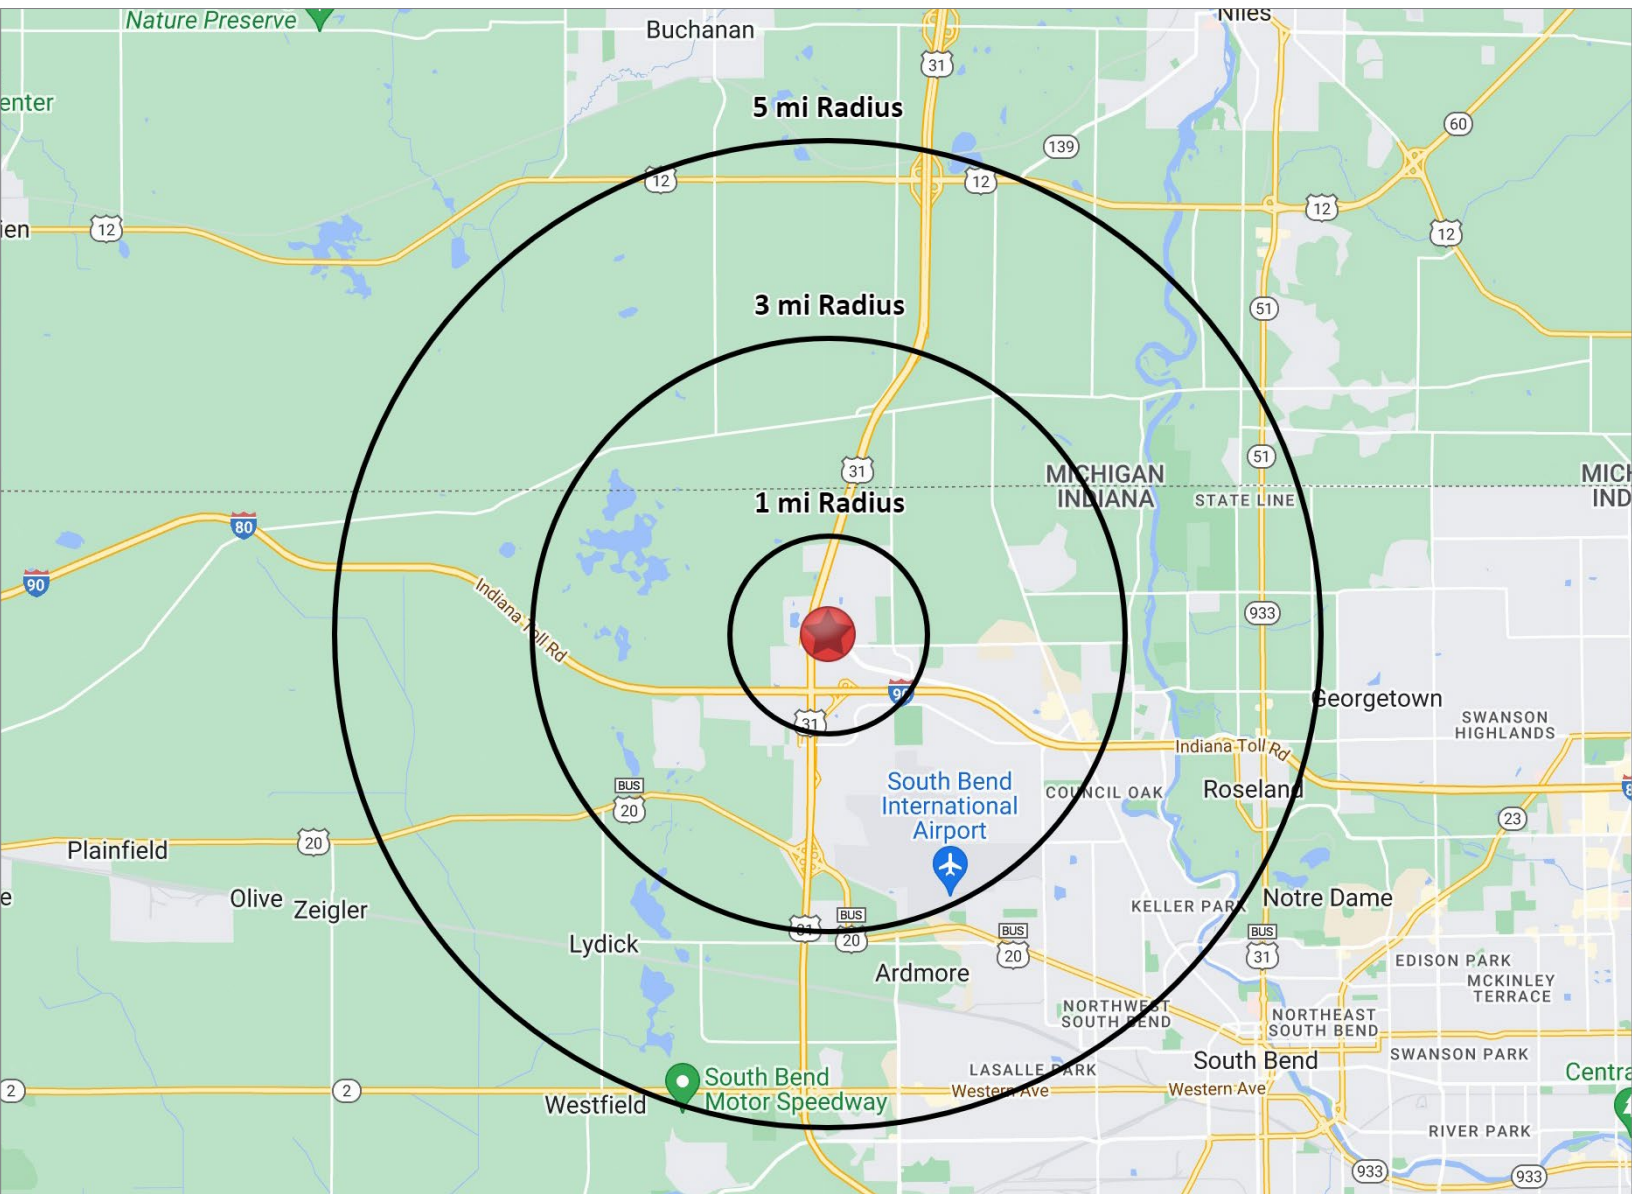 Nature Preserve
Buchanan
Niles
31
enter
5 mi Radius
60
139
12
12
12
12
12
ien
3 mi Radius
51
31
51
MICHIGAN
INDIANA
MICH
IND
1 mi Radius
STATE LINE
80
90
Indiana Toll Rd
933
90
Georgetown
31
SWANSON
HIGHLANDS
Indiana Toll Rd
South Bend
International
Airport
BUS
20
COUNCIL OAK
Roseland
8
23
20
Plainfield
Olive
Zeigler
e
KELLER PARK
Notre Dame
31
BUS
20
BUS
20
BUS
31
Lydick
Ardmore
EDISON PARK
MCKINLEY
TERRACE
NORTHWEST
SOUTH BEND
NORTHEAST
SOUTH BEND
South Bend
SWANSON PARK
LASALLE PARK
Centra
2
2
South Bend
Motor Speedway
Western Ave
Western Ave
Westfield
RIVER PARK
933
933